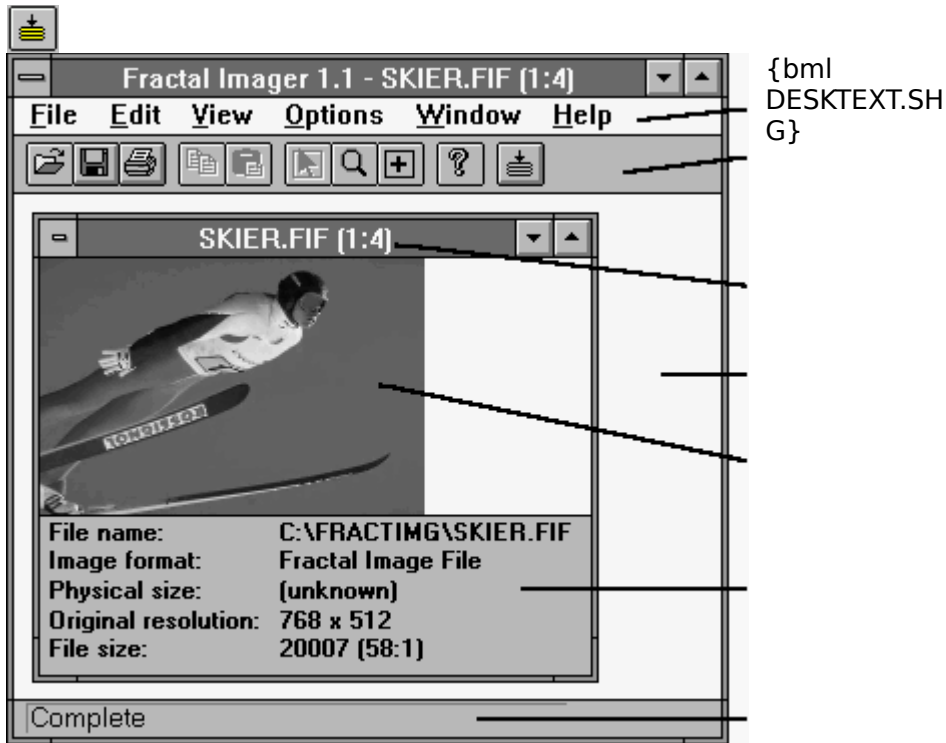 Fractal Imager 1.1 - SKIER.FIF (1:4)
{bml
DESKTEXT.SH
G}
File Edit View Options Window Help
SKIER.FIF (1:4)
ROSSIGNOL
File name: C:\FRACTIMG\SKIER.FIF
Image format: Fractal Image File
Physical size: (unknown)
Original resolution: 768 x 512
File size: 20007 (58:1)
Complete